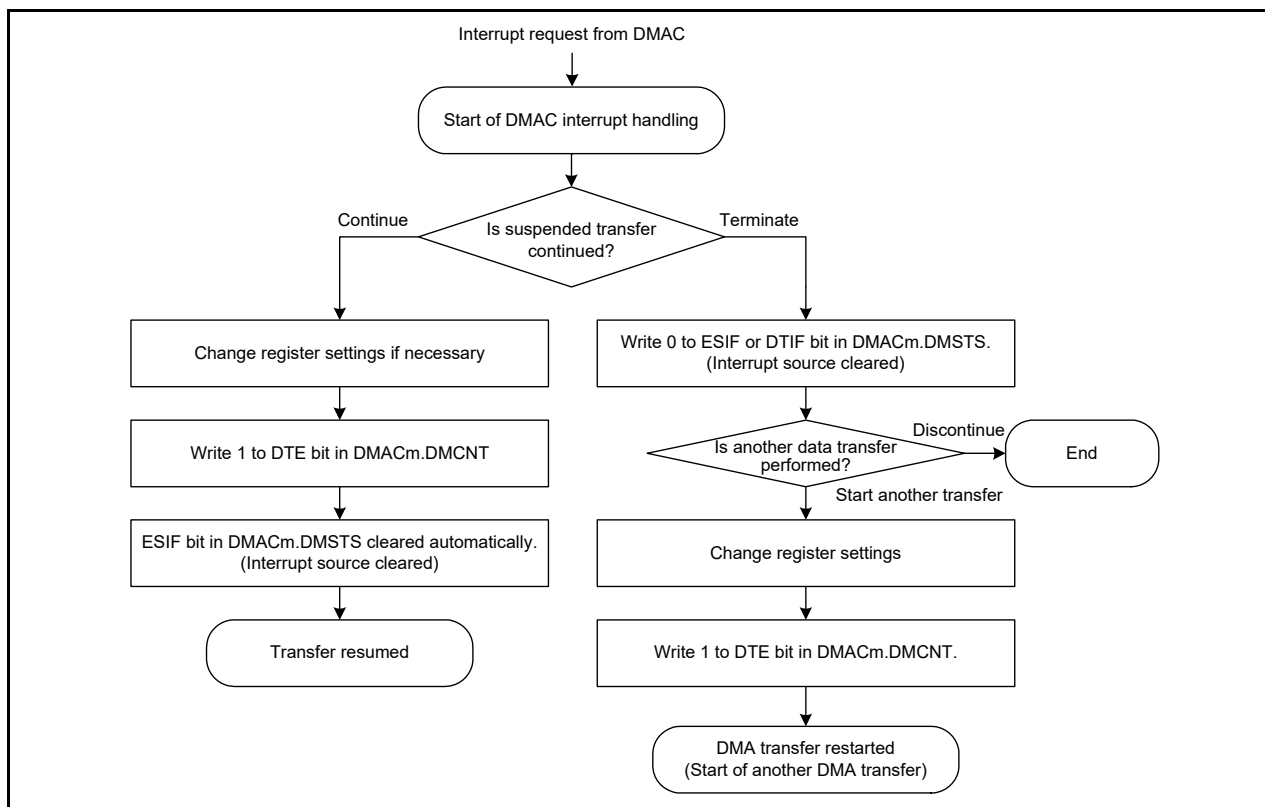 Interrupt request from DMAC
Start of DMAC interrupt handling
Continue
Is suspended transfer
continued?
Terminate
Change register settings if necessary
Write 1 to DTE bit in DMACm.DMCNT
ESIF bit in DMACm.DMSTS cleared automatically.
(Interrupt source cleared)
Transfer resumed
Write 0 to ESIF or DTIF bit in DMACm.DMSTS.
(Interrupt source cleared)
Is another data transfer
performed?
Discontinue
End
Start another transfer
Change register settings
Write 1 to DTE bit in DMACm.DMCNT.
DMA transfer restarted
(Start of another DMA transfer)